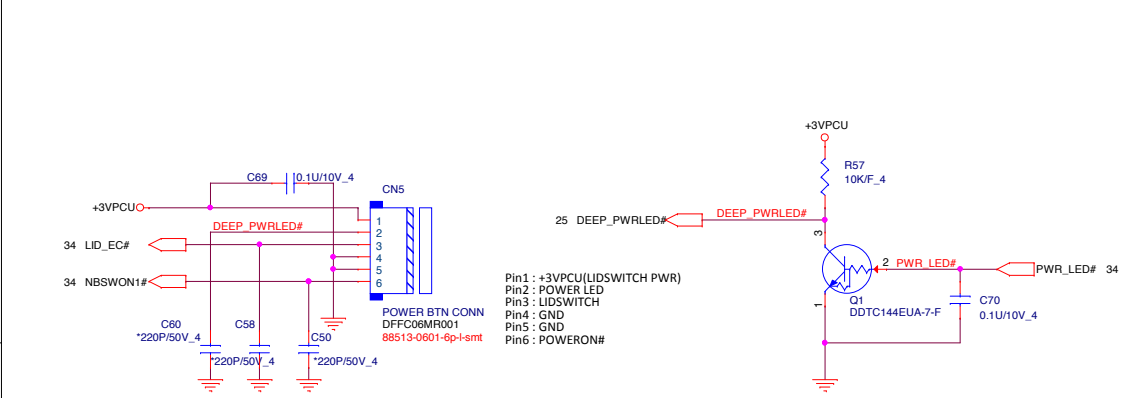 C69
0.1U/10V_4
CN5
+3VPCU
DEEP_PWRLED#
34 LID_EC#
34 NBSWON1#
1
2
3
4
5
6
C60
*220P/50V_4
C58
*220P/50V_4
C50
*220P/50V_4
POWER BTN CONN
DFFC06MR001
88513-0601-6p-l-smt
Pin1 : +3VPCU(LIDSWITCH PWR)
Pin2 : POWER LED
Pin3 : LIDSWITCH
Pin4 : GND
Pin5 : GND
Pin6 : POWERON#
+3VPCU
R57
10K/F_4
25 DEEP_PWRLED#
DEEP_PWRLED#
3
2
PWR_LED#
PWR_LED# 34
1
Q1
DDTC144EUA-7-F
C70
0.1U/10V_4